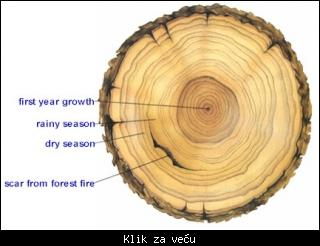 first year growth
rainy season
dry season
scar from forest fire
Klik za veću